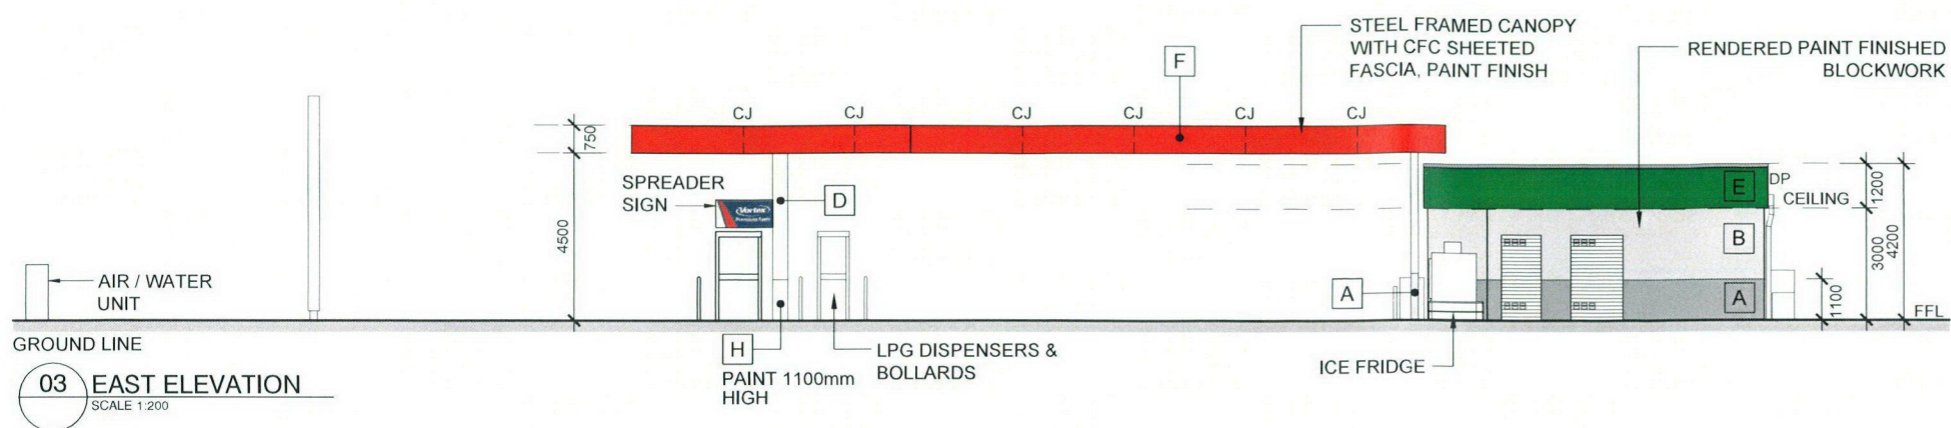 STEEL FRAMED CANOPY
WITH CFC SHEETED
FASCIA, PAINT FINISH
RENDERED PAINT FINISHED
BLOCKWORK
F
CJ
CJ
CJ
CJ
CJ
CJ
750
4500
SPREADER
SIGN
Vortex
D
E
DP
CEILING
1200
B
3000
4200
AIR / WATER
UNIT
A
A
1100
FFL
GROUND LINE
H
PAINT 1100mm
HIGH
LPG DISPENSERS &
BOLLARDS
ICE FRIDGE
03
EAST ELEVATION
SCALE 1:200